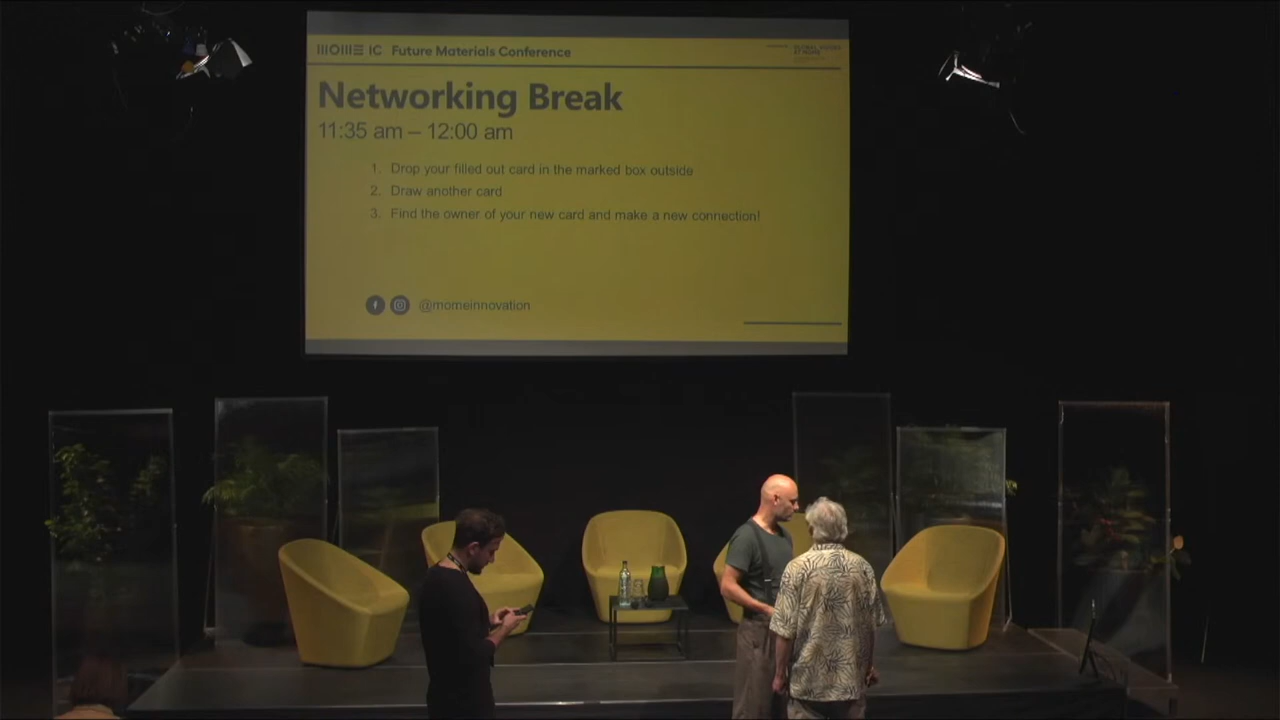 MOME IC Future Materials Conference
Networking Break
11:35 am – 12:00 am
1. Drop your filled out card in the marked box outside
2. Draw another card
3. Find the owner of your new card and make a new connection!
@momeinnovation